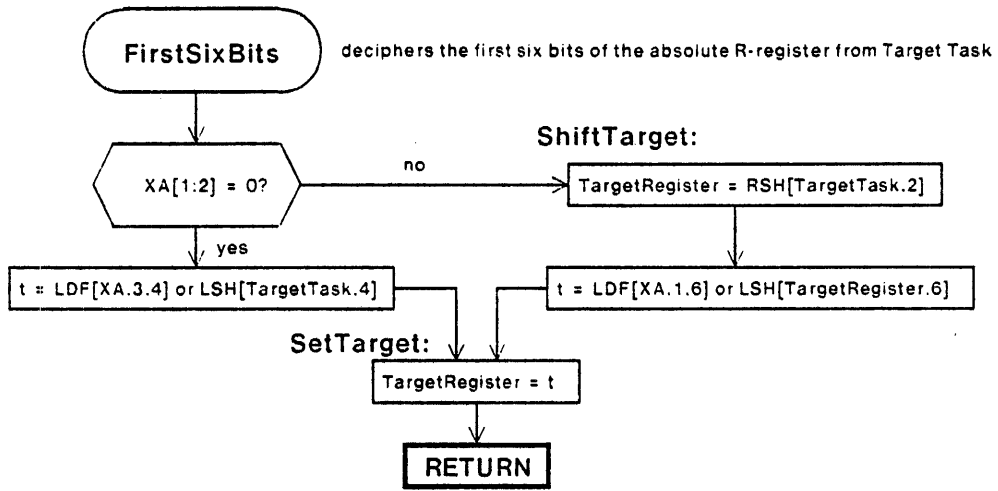 FirstSixBits
deciphers the first six bits of the absolute R-register from Target Task
XA[1:2] = 0?
no
ShiftTarget:
TargetRegister = RSH[TargetTask.2]
yes
t = LDF[XA.3.4] or LSH[TargetTask.4]
t = LDF[XA.1.6] or LSH[TargetRegister.6]
SetTarget:
TargetRegister = t
RETURN